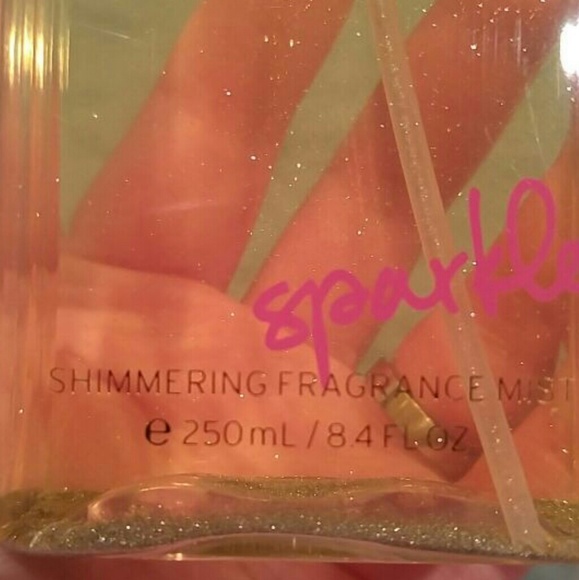 sparkle
SHIMMERING FRAGRANCE MIST
e 250mL / 8.4 FL OZ